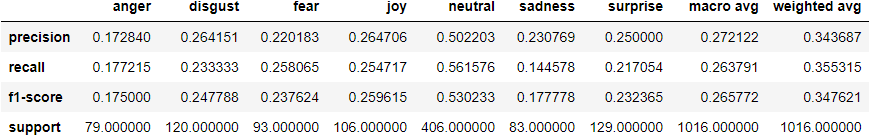 anger disgust fear joy neutral sadness surprise macro avg weighted avg
precision 0.172840 0.264151 0.220183 0.264706 0.502203 0.230769 0.250000 0.272122 0.343687
recall 0.177215 0.233333 0.258065 0.254717 0.561576 0.144578 0.217054 0.263791 0.355315
f1-score 0.175000 0.247788 0.237624 0.259615 0.530233 0.177778 0.232365 0.265772 0.347621
support 79.000000 120.000000 93.000000 106.000000 406.000000 83.000000 129.000000 1016.000000 1016.000000